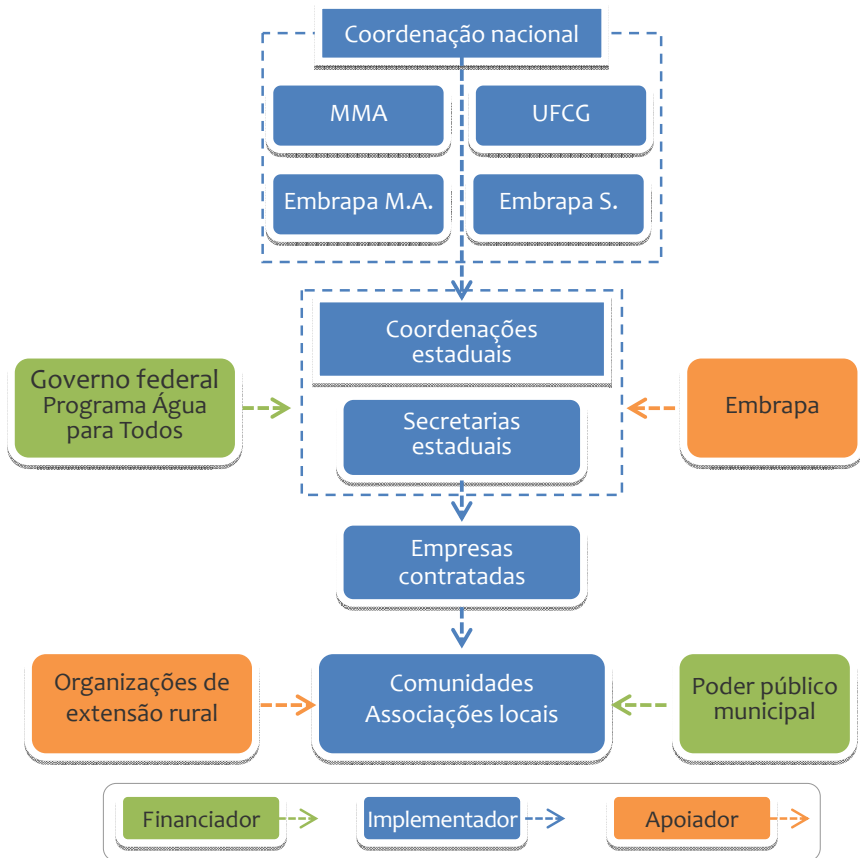 Coordenação nacional
MMA
UFCG
Embrapa M.A.
Embrapa S.
Coordenações
estaduais
Governo federal
Programa Água
para Todos
Secretarias
estaduais
Embrapa
Empresas
contratadas
Organizações de
extensão rural
Comunidades
Associações locais
Poder público
municipal
Financiador
Implementador
Apoiador